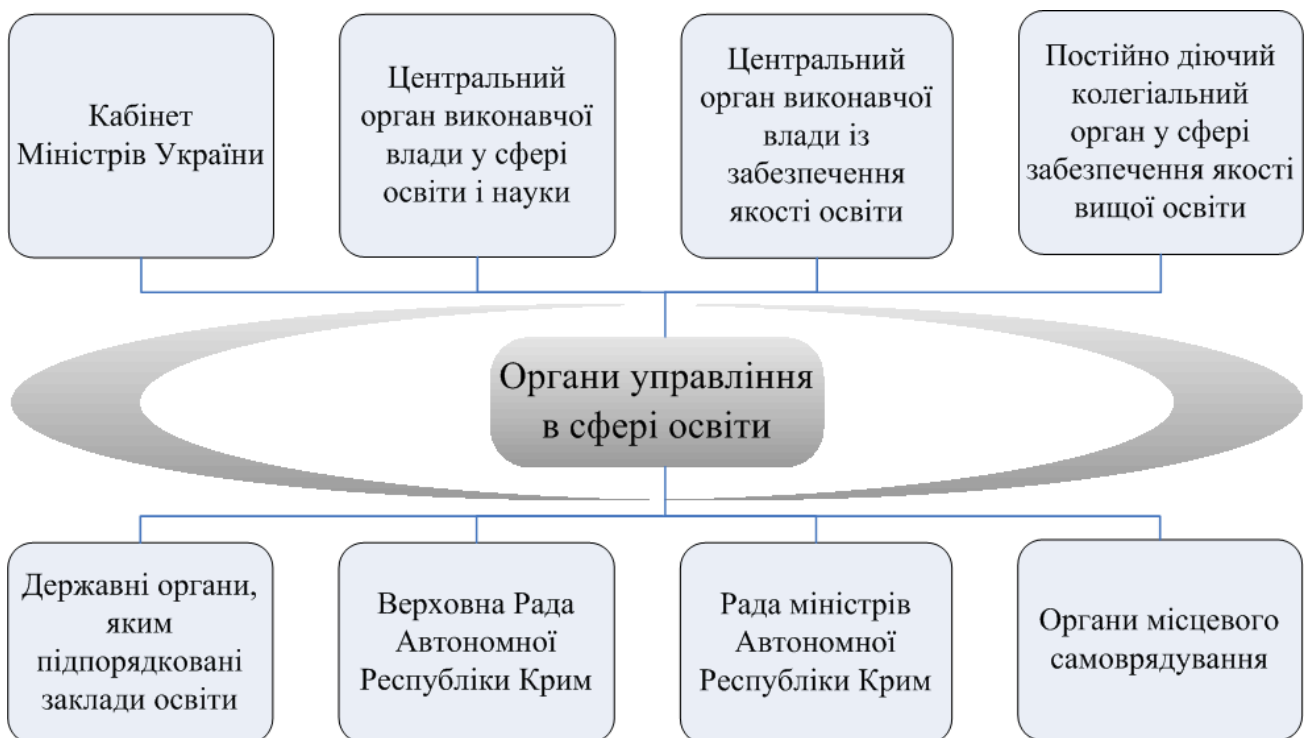 Кабінет
Міністрів України
Центральний
орган виконавчої
влади у сфері
освіти і науки
Центральний
орган виконавчої
влади із
забезпечення
якості освіти
Постійно діючий
колегіальний
орган у сфері
забезпечення якості
вищої освіти
Органи управління
в сфері освіти
Державні органи,
яким
підпорядковані
заклади освіти
Верховна Рада
Автономної
Республіки Крим
Рада міністрів
Автономної
Республіки Крим
Органи місцевого
самоврядування